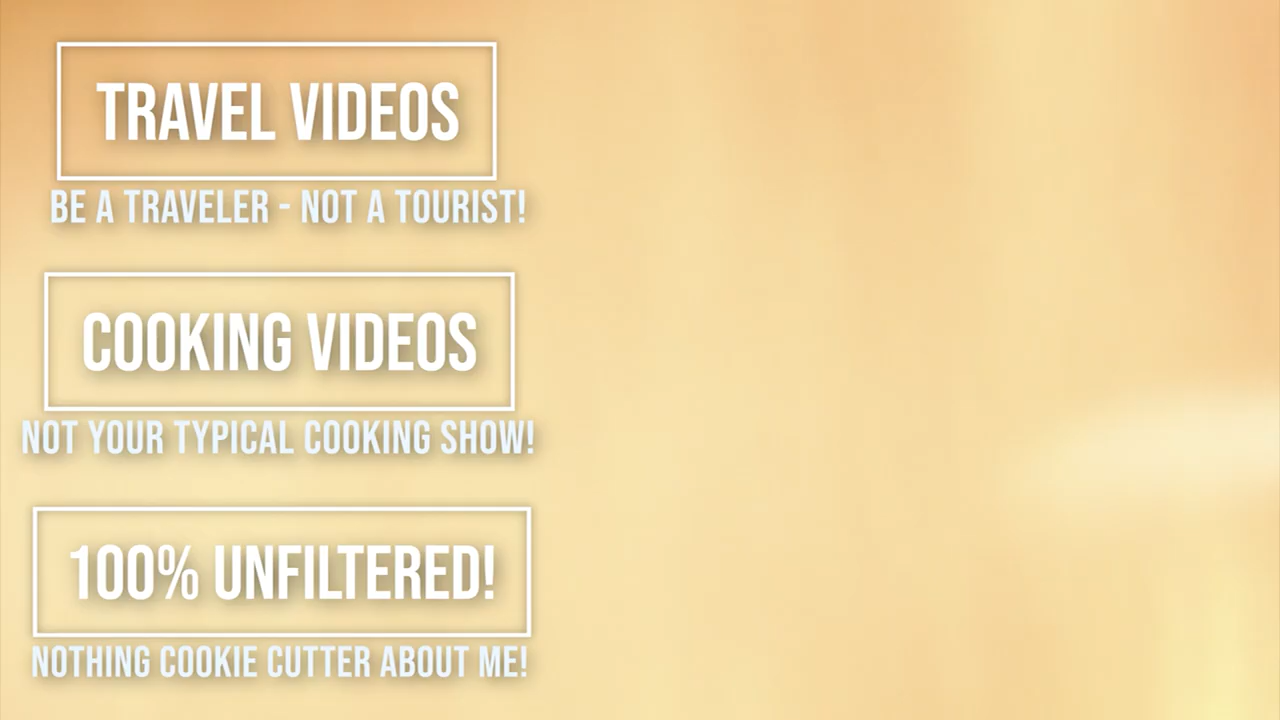 TRAVEL VIDEOS
BE A TRAVELER - NOT A TOURIST!
COOKING VIDEOS
NOT YOUR TYPICAL COOKING SHOW!
100% UNFILTERED!
NOTHING COOKIE CUTTER ABOUT ME!